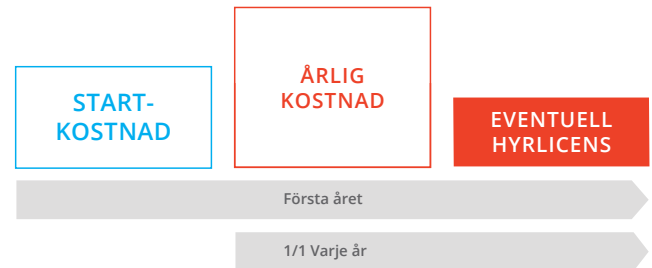 START-
KOSTNAD
ÅRLIG
KOSTNAD
EVENTUELL
HYRLICENS
Första året
1/1 Varje år